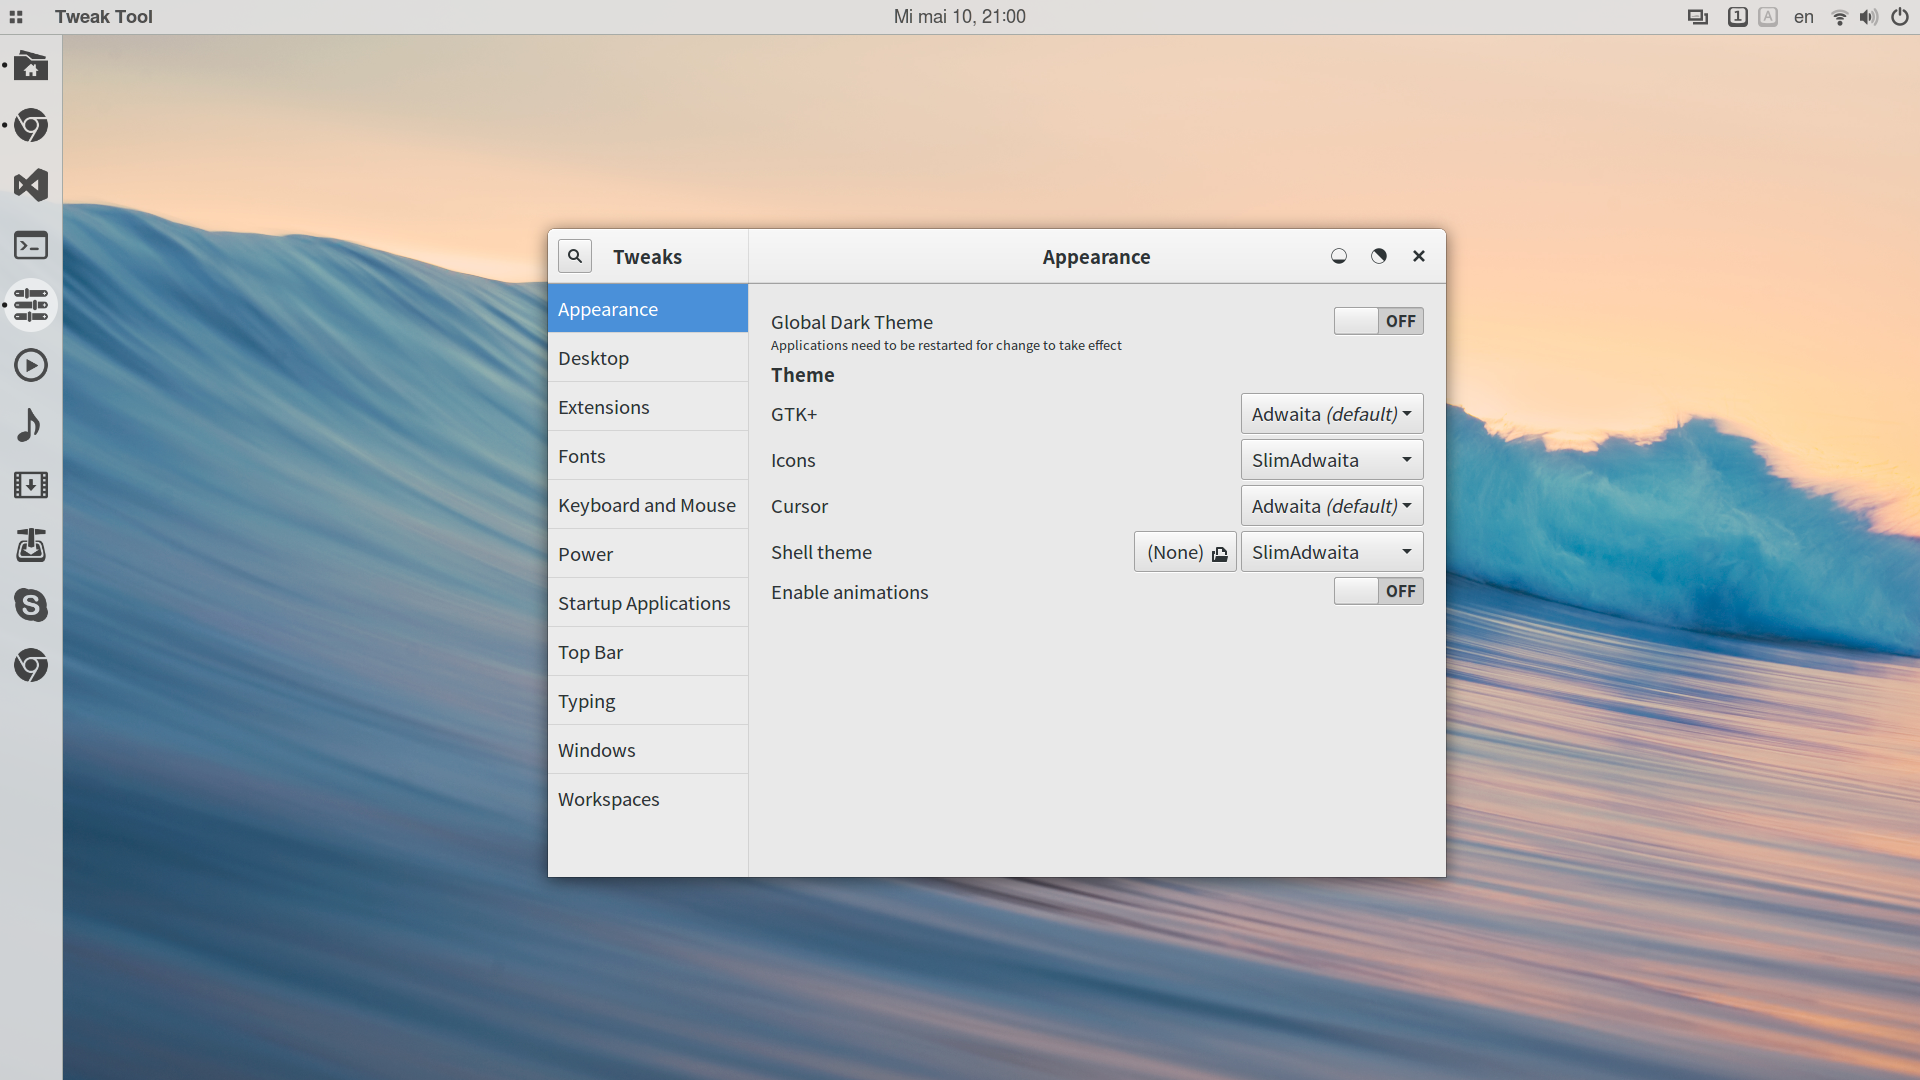 Tweak Tool
Mi mai 10, 21:00
1
A
en
Tweaks
Appearance
Appearance
Desktop
Extensions
Fonts
Keyboard and Mouse
Power
Startup Applications
Top Bar
Typing
Windows
Workspaces
Global Dark Theme
OFF
Applications need to be restarted for change to take effect
Theme
GTK+
Adwaita (default)
Icons
SlimAdwaita
Cursor
Adwaita (default)
Shell theme
(None)
SlimAdwaita
Enable animations
OFF